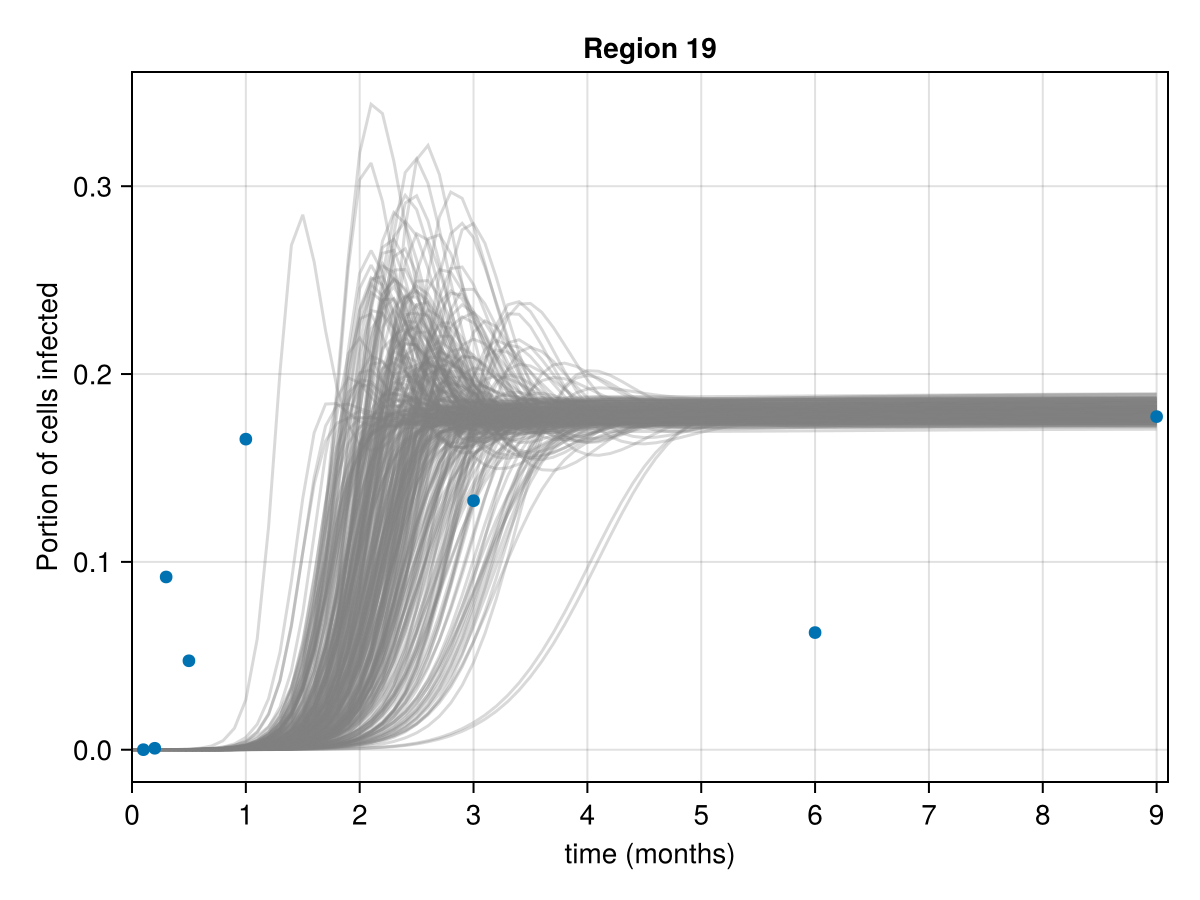 Region 19
Portion of cells infected
0.3
0.2
0.1
0.0
0 1 2 3 4 5 6 7 8 9
time (months)